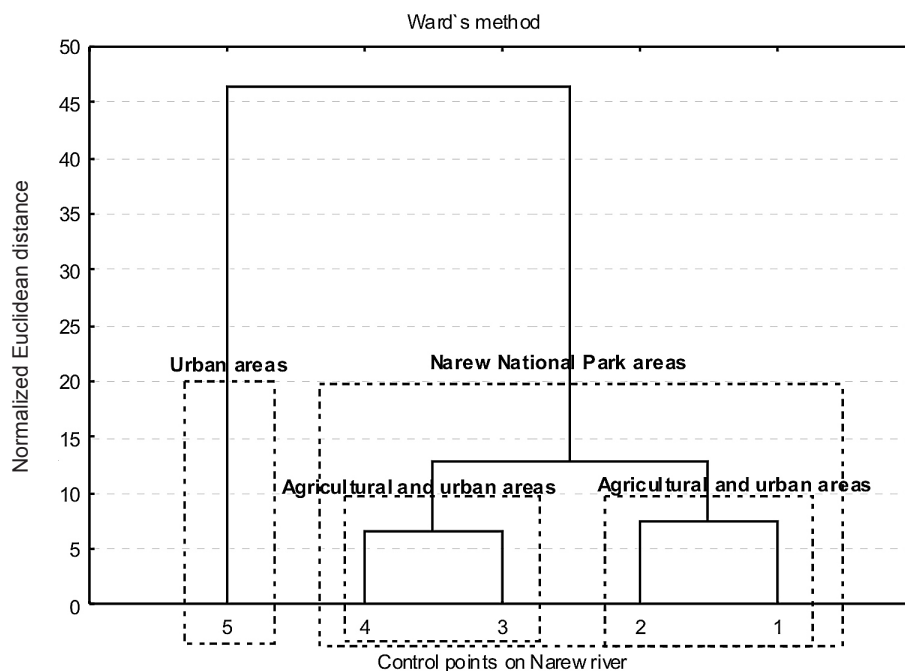 Ward`s method
Normalized Euclidean distance
50
45
40
35
30
25
20
15
10
5
0
Urban areas
Narew National Park areas
Agricultural and urban areas
Agricultural and urban areas
5 4 3 2 1
Control points on Narew river